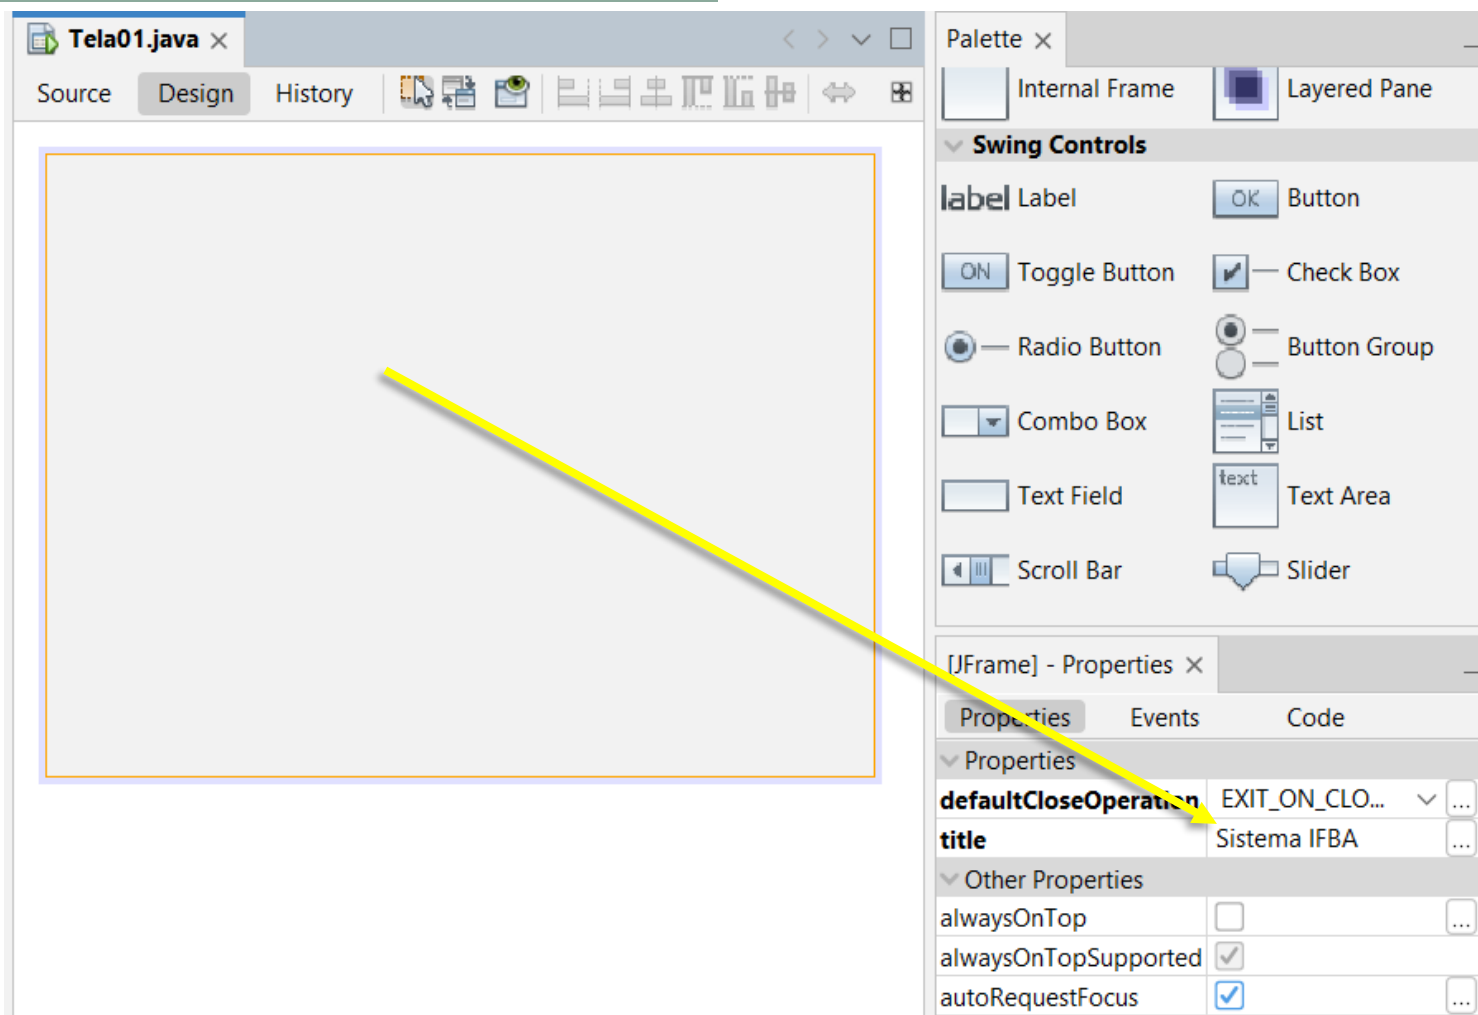 Tela01.java
Source Design History
Palette
Internal Frame Layered Pane
Swing Controls
label Label OK Button
ON Toggle Button Check Box
Radio Button Button Group
Combo Box List
Text Field text Text Area
Scroll Bar Slider
[JFrame] - Properties
Properties Events Code
Properties
defaultCloseOperation EXIT_ON_CLO... ...
title Sistema IFBA ...
Other Properties
alwaysOnTop ...
alwaysOnTopSupported
autoRequestFocus ...